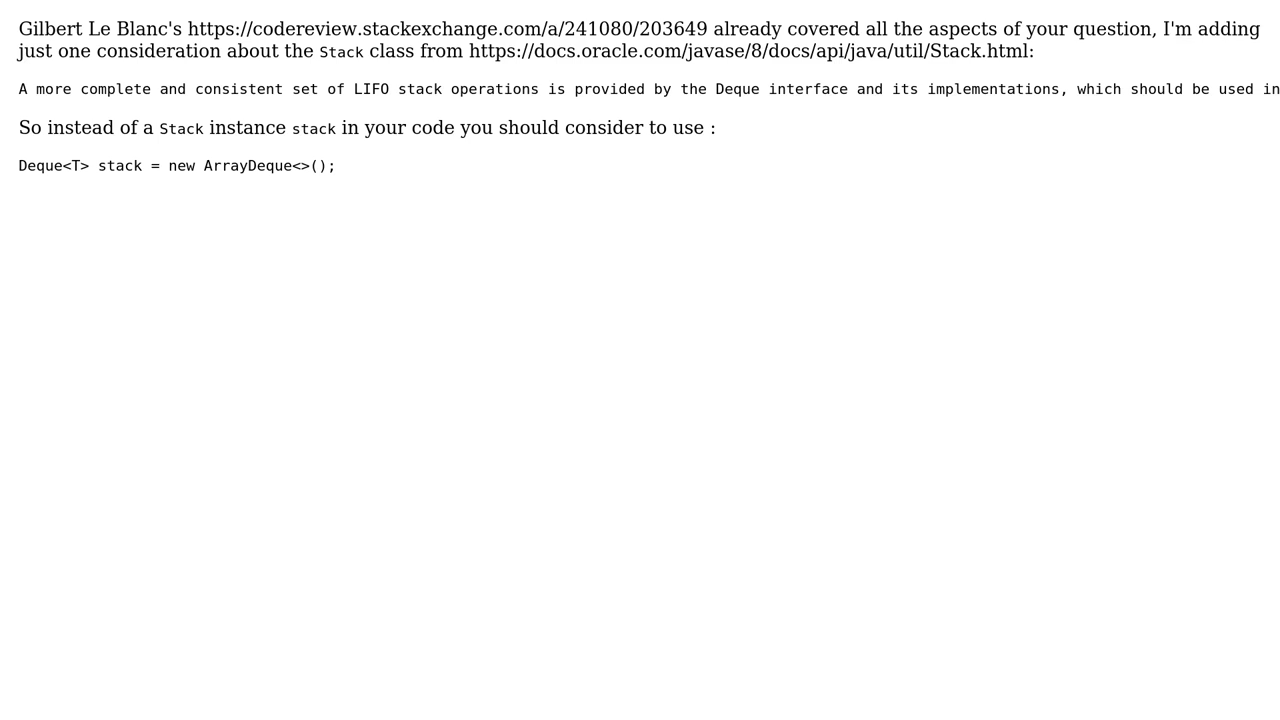 Gilbert Le Blanc's https://codereview.stackexchange.com/a/241080/203649 already covered all the aspects of your question, I'm adding
just one consideration about the Stack class from https://docs.oracle.com/javase/8/docs/api/java/util/Stack.html:
A more complete and consistent set of LIFO stack operations is provided by the Deque interface and its implementations, which should be used in
So instead of a Stack instance stack in your code you should consider to use :
Deque<T> stack = new ArrayDeque<>();